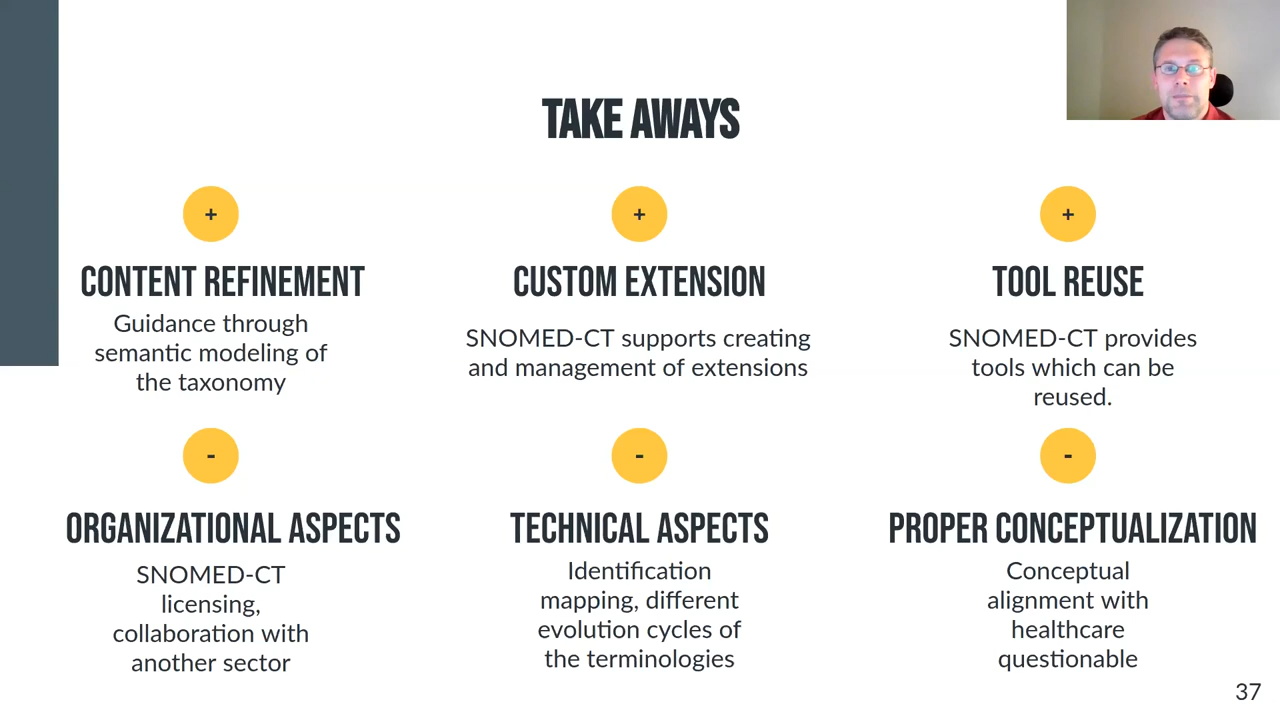 TAKE AWAYS
+
CONTENT REFINEMENT
Guidance through
semantic modeling of
the taxonomy
+
CUSTOM EXTENSION
SNOMED-CT supports creating
and management of extensions
+
TOOL REUSE
SNOMED-CT provides
tools which can be
reused.
-
ORGANIZATIONAL ASPECTS
SNOMED-CT
licensing,
collaboration with
another sector
-
TECHNICAL ASPECTS
Identification
mapping, different
evolution cycles of
the terminologies
-
PROPER CONCEPTUALIZATION
Conceptual
alignment with
healthcare
questionable
37